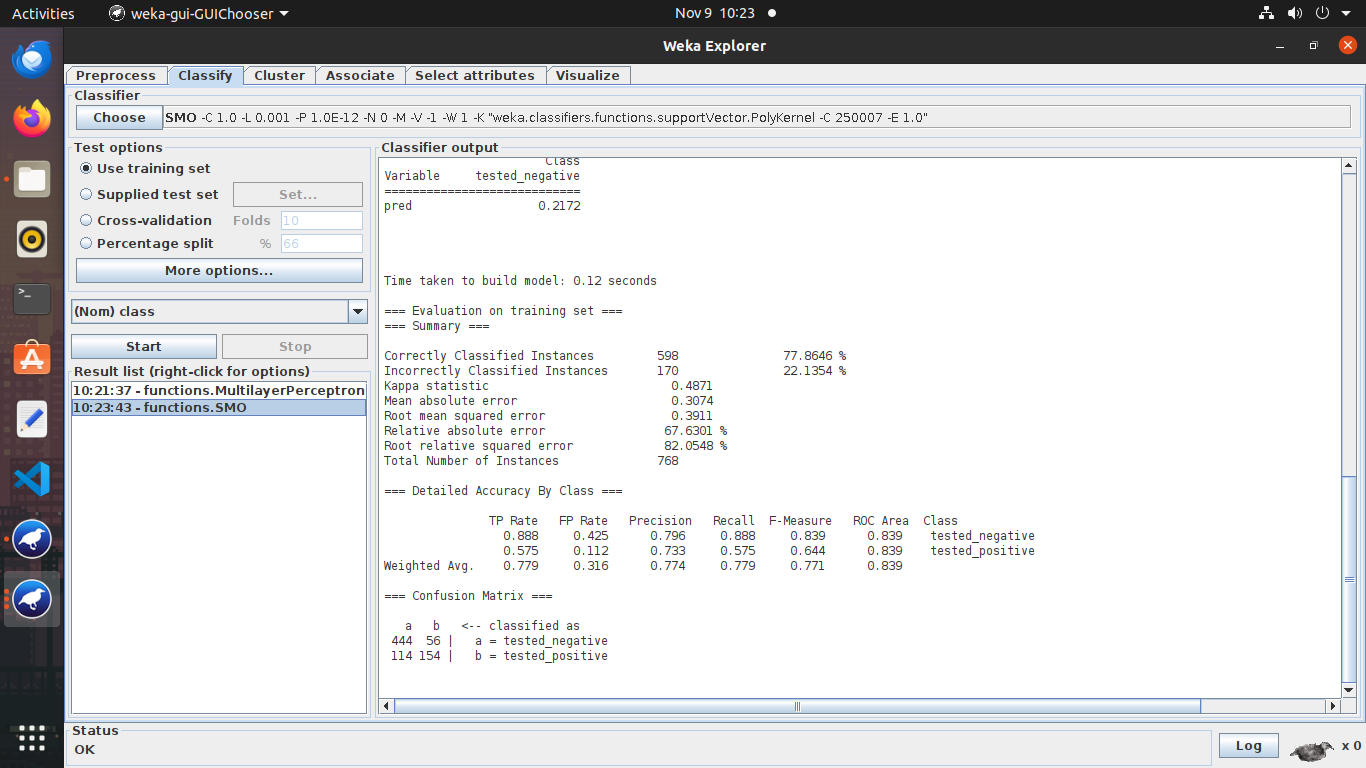 Activities weka-gui-GUIChooser Nov 9 10:23
Weka Explorer
Preprocess Classify Cluster Associate Select attributes Visualize
Classifier
Choose SMO -C 1.0 -L 0.001 -P 1.0E-12 -N 0 -M -V -1 -W 1 -K "weka.classifiers.functions.supportVector.PolyKernel -C 250007 -E 1.0"
Test options
Use training set
Supplied test set Set...
Cross-validation Folds 10
Percentage split % 66
More options...
(Nom) class
Start Stop
Result list (right-click for options)
10:21:37 - functions.MultilayerPerceptron
10:23:43 - functions.SMO
Classifier output
Class
Variable tested_negative
============================
pred 0.2172
Time taken to build model: 0.12 seconds
=== Evaluation on training set ===
=== Summary ===
Correctly Classified Instances 598 77.8646 %
Incorrectly Classified Instances 170 22.1354 %
Kappa statistic 0.4871
Mean absolute error 0.3074
Root mean squared error 0.3911
Relative absolute error 67.6301 %
Root relative squared error 82.0548 %
Total Number of Instances 768
=== Detailed Accuracy By Class ===
TP Rate FP Rate Precision Recall F-Measure ROC Area Class
0.888 0.425 0.796 0.888 0.839 0.839 tested_negative
0.575 0.112 0.733 0.575 0.644 0.839 tested_positive
Weighted Avg. 0.779 0.316 0.774 0.779 0.771 0.839
=== Confusion Matrix ===
a b <-- classified as
444 56 | a = tested_negative
114 154 | b = tested_positive
Status
OK
Log x 0